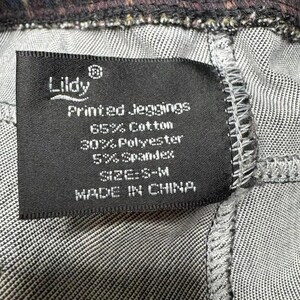 Lildy®
Printed Jeggings
65% Cotton
30% Polyester
5% Spandex
SIZE: S-M
MADE IN CHINA